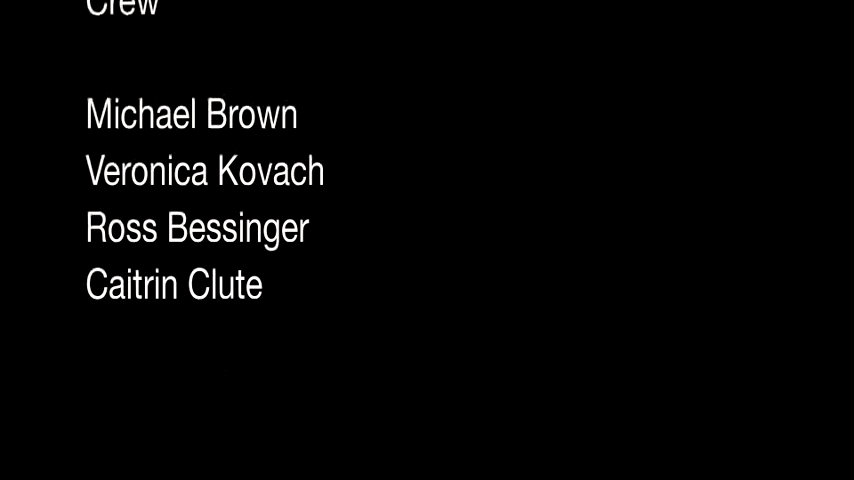 Crew
Michael Brown
Veronica Kovach
Ross Bessinger
Caitrin Clute